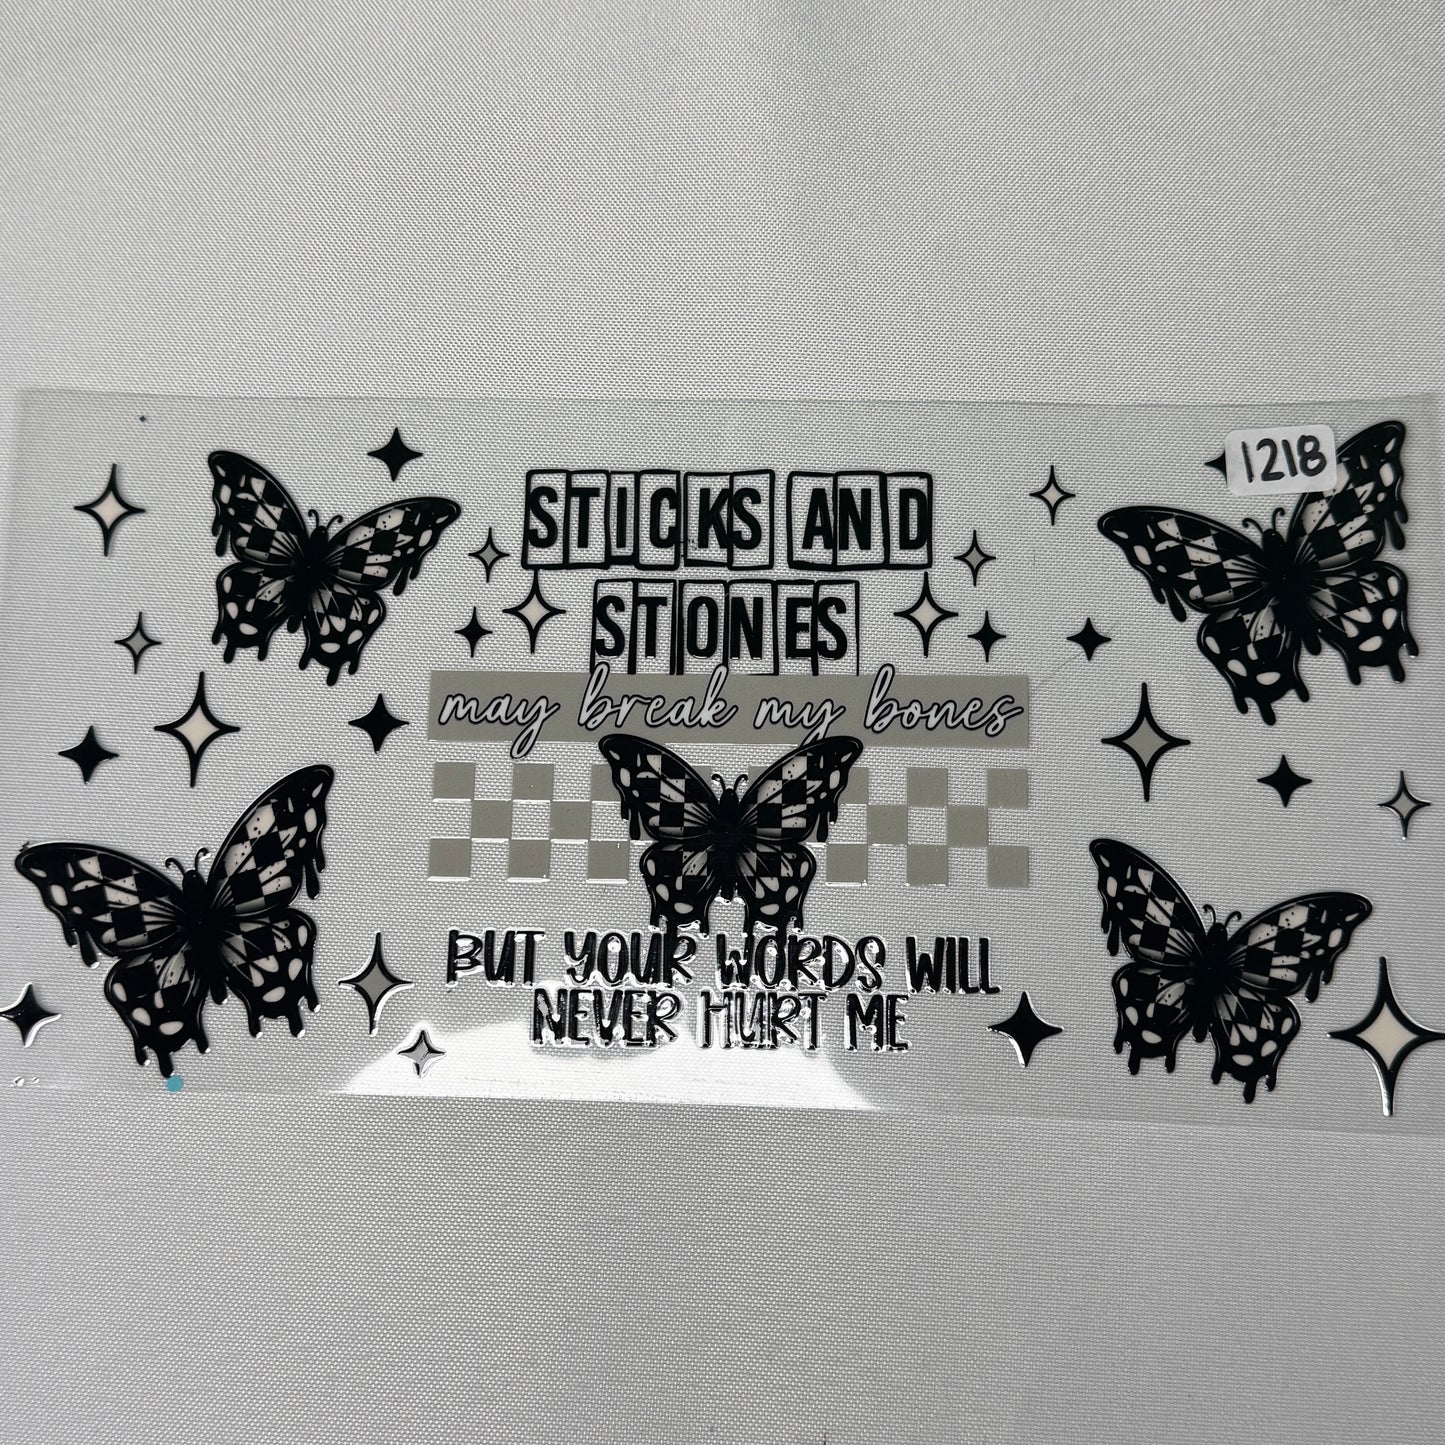 1218
STICKS AND
STONES
may break my bones
BUT YOUR WORDS WILL
NEVER HURT ME